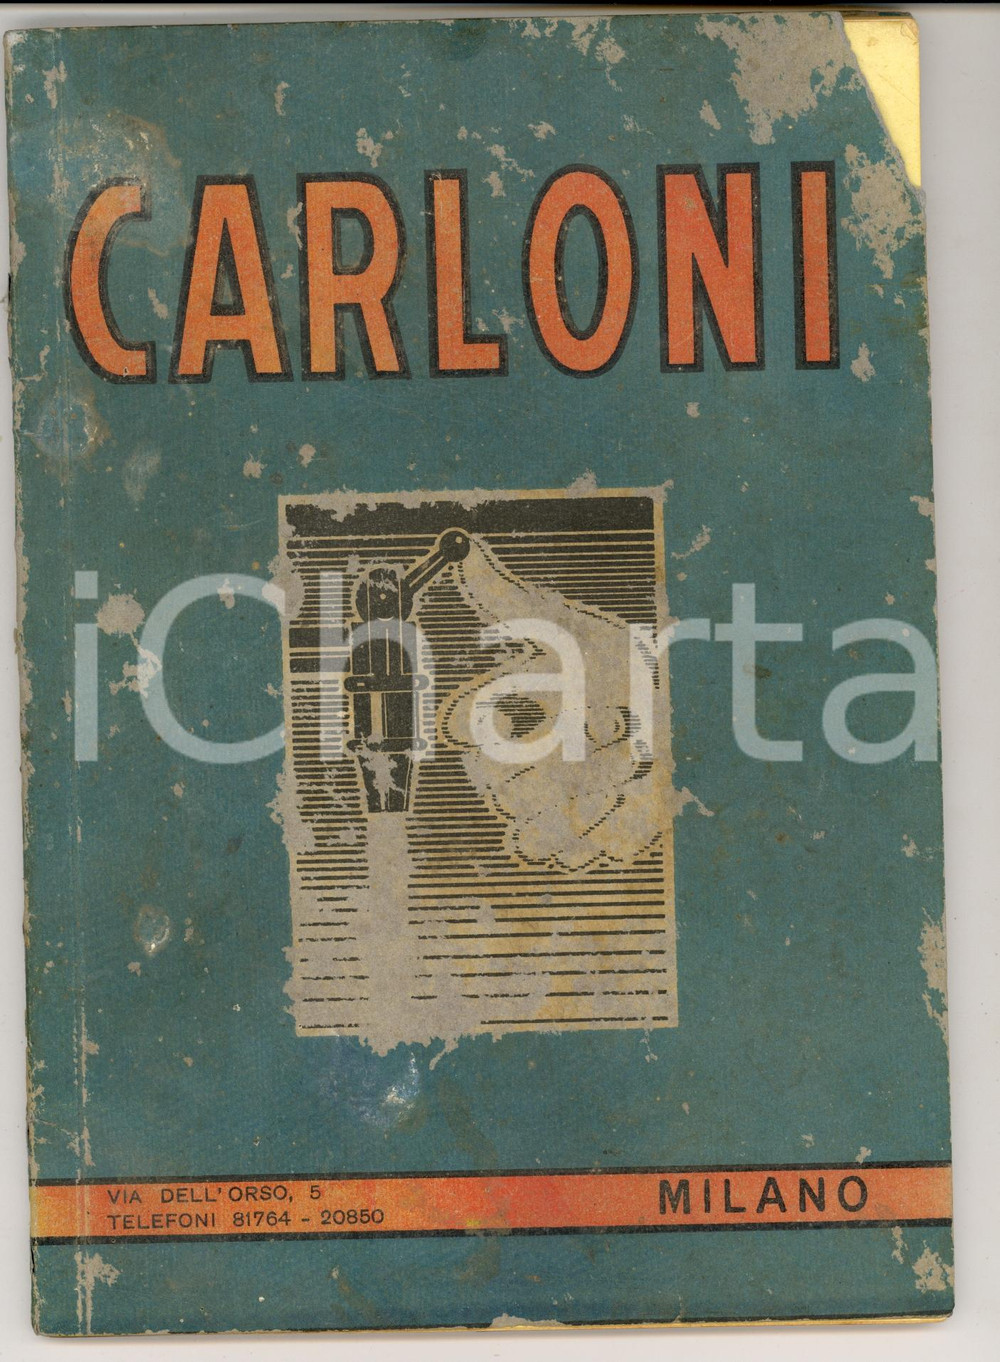 CARLONI
iCharta
VIA DELL'ORSO, 5
TELEFONI 81764 - 20850
MILANO